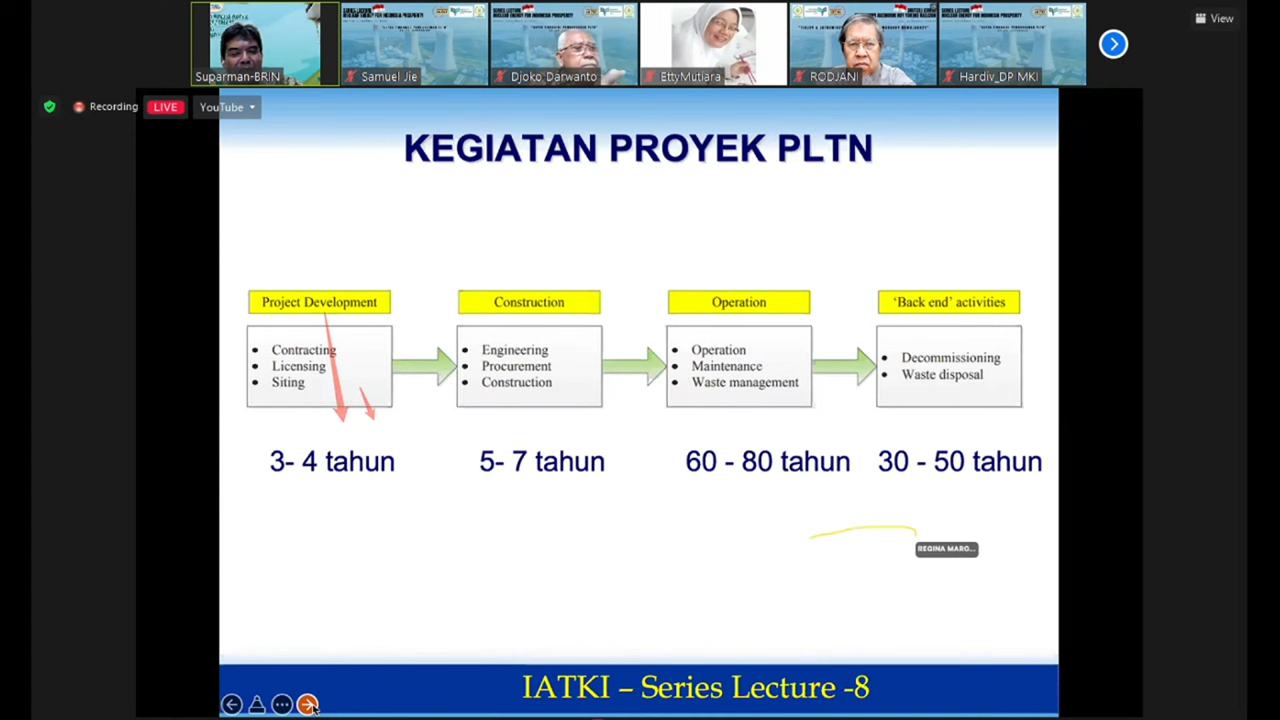 View
Suparman-BRIN
Samuel Jie
Djoko Darwanto
EttyMutiara
RODJANI
Hardiv_DP MKI
Recording
LIVE
YouTube
KEGIATAN PROYEK PLTN
Project Development
Construction
Operation
‘Back end’ activities
• Contracting
• Licensing
• Siting
• Engineering
• Procurement
• Construction
• Operation
• Maintenance
• Waste management
• Decommissioning
• Waste disposal
3- 4 tahun
5- 7 tahun
60 - 80 tahun
30 - 50 tahun
REGINA MARG...
IATKI – Series Lecture -8